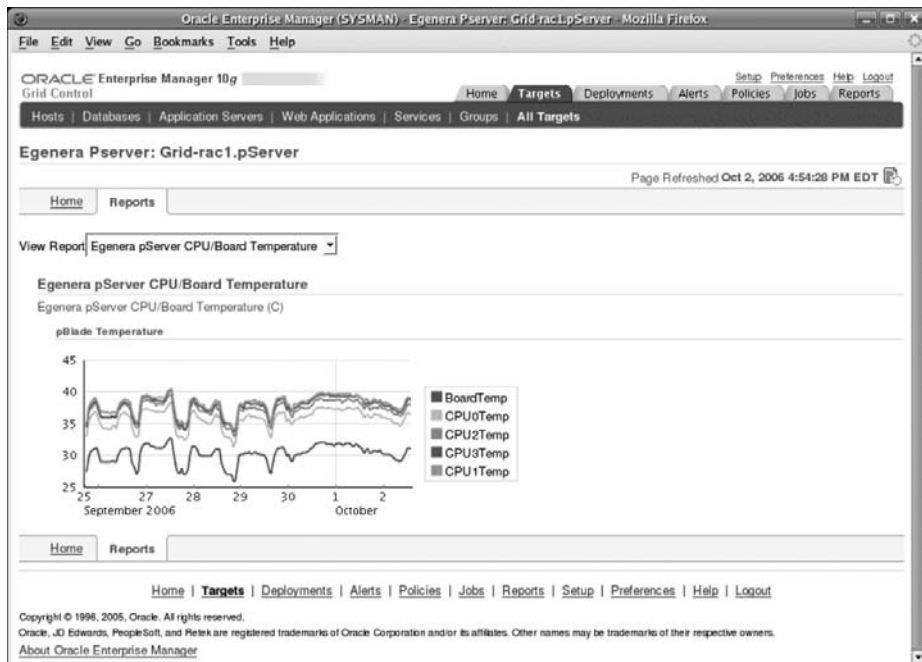 Oracle Enterprise Manager (SYSMAN) - Egenera Pserver: Grid-rac1.pServer - Mozilla Firefox
File Edit View Go Bookmarks Tools Help
ORACLE Enterprise Manager 10g
Grid Control
Setup Preferences Help Logout
Home Targets Deployments Alerts Policies Jobs Reports
Hosts | Databases | Application Servers | Web Applications | Services | Groups | All Targets
Egenera Pserver: Grid-rac1.pServer
Page Refreshed Oct 2, 2006 4:54:28 PM EDT
Home Reports
View Report Egenera pServer CPU/Board Temperature
Egenera pServer CPU/Board Temperature
Egenera pServer CPU/Board Temperature (C)
pBlade Temperature
45
40
35
30
25
25 27 28 29 30 1 2
September 2006 October
BoardTemp
CPU0Temp
CPU2Temp
CPU3Temp
CPU1Temp
Home Reports
Home | Targets | Deployments | Alerts | Policies | Jobs | Reports | Setup | Preferences | Help | Logout
Copyright © 1996, 2005, Oracle. All rights reserved.
Oracle, JD Edwards, PeopleSoft, and Retek are registered trademarks of Oracle Corporation and/or its affiliates. Other names may be trademarks of their respective owners.
About Oracle Enterprise Manager